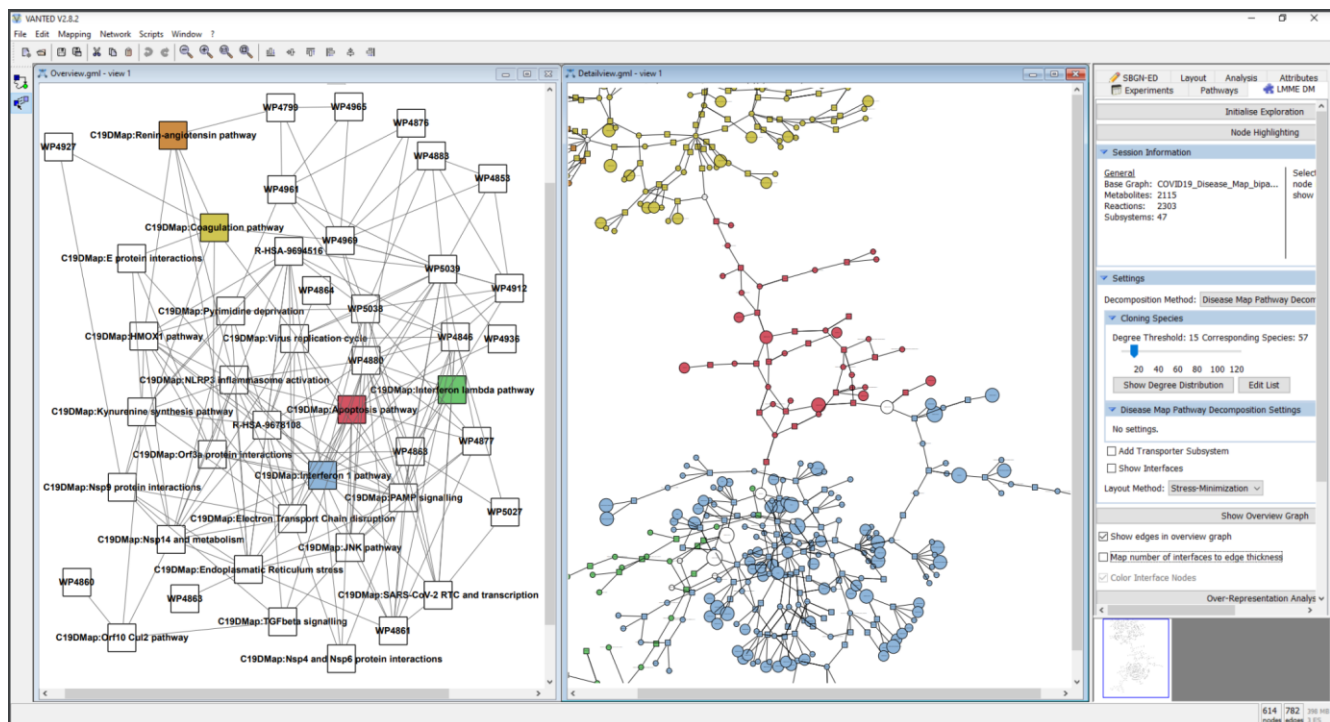 VANTED V2.8.2
File Edit Mapping Network Scripts Window ?
Overview.gml - view 1
WP4799
WP4965
C19DMap:Renin-angiotensin pathway
WP4876
WP4927
WP4883
WP4853
WP4961
C19DMap:Coagulation pathway
WP4969
R-HSA-9694516
C19DMap:E protein interactions
WP5039
WP4864
WP4912
C19DMap:Pyrimidine deprivation
WP5038
C19DMap:HMOX1 pathway
C19DMap:Virus replication cycle
WP4846
WP4936
WP4880
C19DMap:NLRP3 inflammasome activation
C19DMap:Interferon lambda pathway
C19DMap:Kynurenine synthesis pathway
C19DMap:Apoptosis pathway
R-HSA-9678108
WP4877
C19DMap:Orf3a protein interactions
WP4868
C19DMap:Interferon 1 pathway
C19DMap:Nsp9 protein interactions
C19DMap:PAMP signalling
WP5027
C19DMap:Electron Transport Chain disruption
C19DMap:Nsp14 and metabolism
C19DMap:JNK pathway
C19DMap:Endoplasmatic Reticulum stress
WP4860
WP4863
C19DMap:SARS-CoV-2 RTC and transcription
C19DMap:TGFbeta signalling
WP4861
C19DMap:Orf10 Cul2 pathway
C19DMap:Nsp4 and Nsp6 protein interactions
Detailview.gml - view 1
SBGN-ED Layout Analysis Attributes
Experiments Pathways LMME DM
Initialise Exploration
Node Highlighting
Session Information
General
Base Graph: COVID19_Disease_Map_bipa...
Metabolites: 2115
Reactions: 2303
Subsystems: 47
Select
node
show
Settings
Decomposition Method: Disease Map Pathway Decom
Cloning Species
Degree Threshold: 15 Corresponding Species: 57
20 40 60 80 100 120
Show Degree Distribution Edit List
Disease Map Pathway Decomposition Settings
No settings.
Add Transporter Subsystem
Show Interfaces
Layout Method: Stress-Minimization
Show Overview Graph
Show edges in overview graph
Map number of interfaces to edge thickness
Color Interface Nodes
Over-Representation Analys
614 782 398 MB
nodes edges